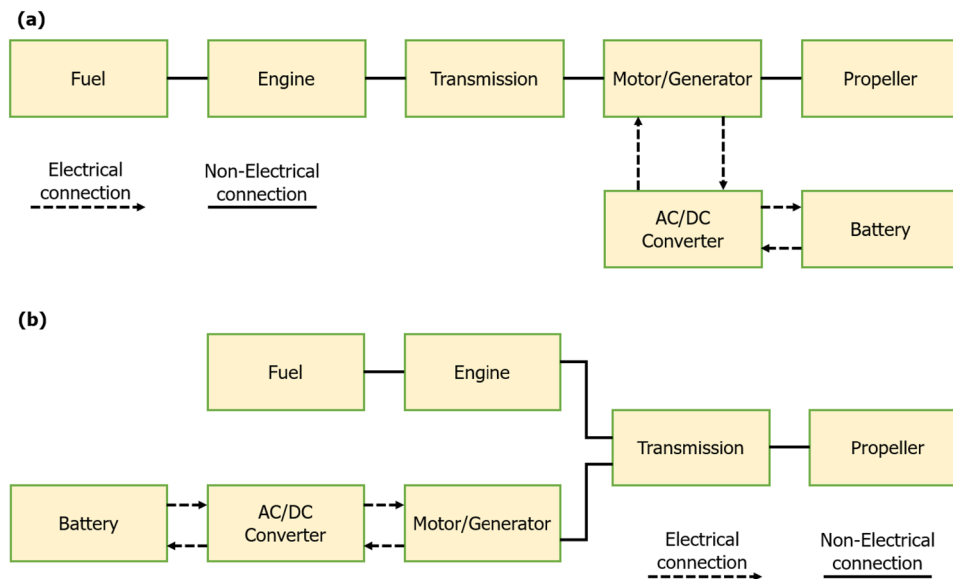 (a)
Fuel
Engine
Transmission
Motor/Generator
Propeller
Electrical
connection
Non-Electrical
connection
AC/DC
Converter
Battery
(b)
Fuel
Engine
Transmission
Propeller
Battery
AC/DC
Converter
Motor/Generator
Electrical
connection
Non-Electrical
connection